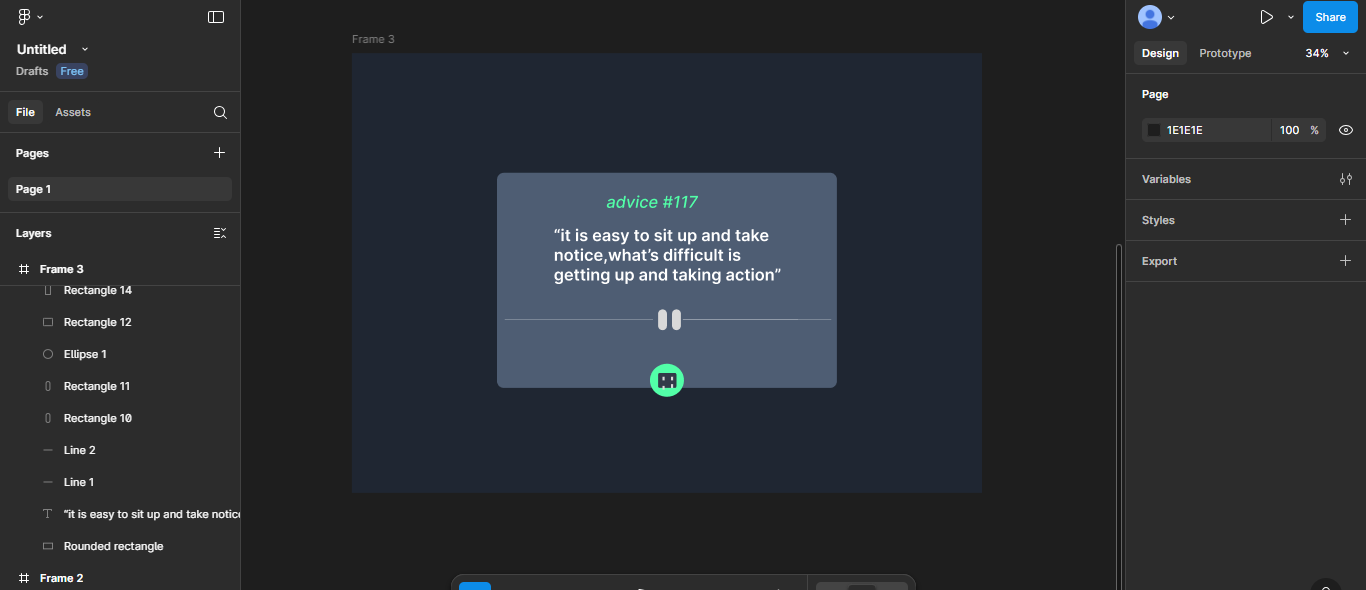 Untitled
Drafts Free
File Assets
Pages
Page 1
Layers
Frame 3
Rectangle 14
Rectangle 12
Ellipse 1
Rectangle 11
Rectangle 10
Line 2
Line 1
“it is easy to sit up and take notice
Rounded rectangle
Frame 2
Frame 3
advice #117
“it is easy to sit up and take
notice,what’s difficult is
getting up and taking action”
Share
Design Prototype 34%
Page
1E1E1E 100 %
Variables
Styles
Export